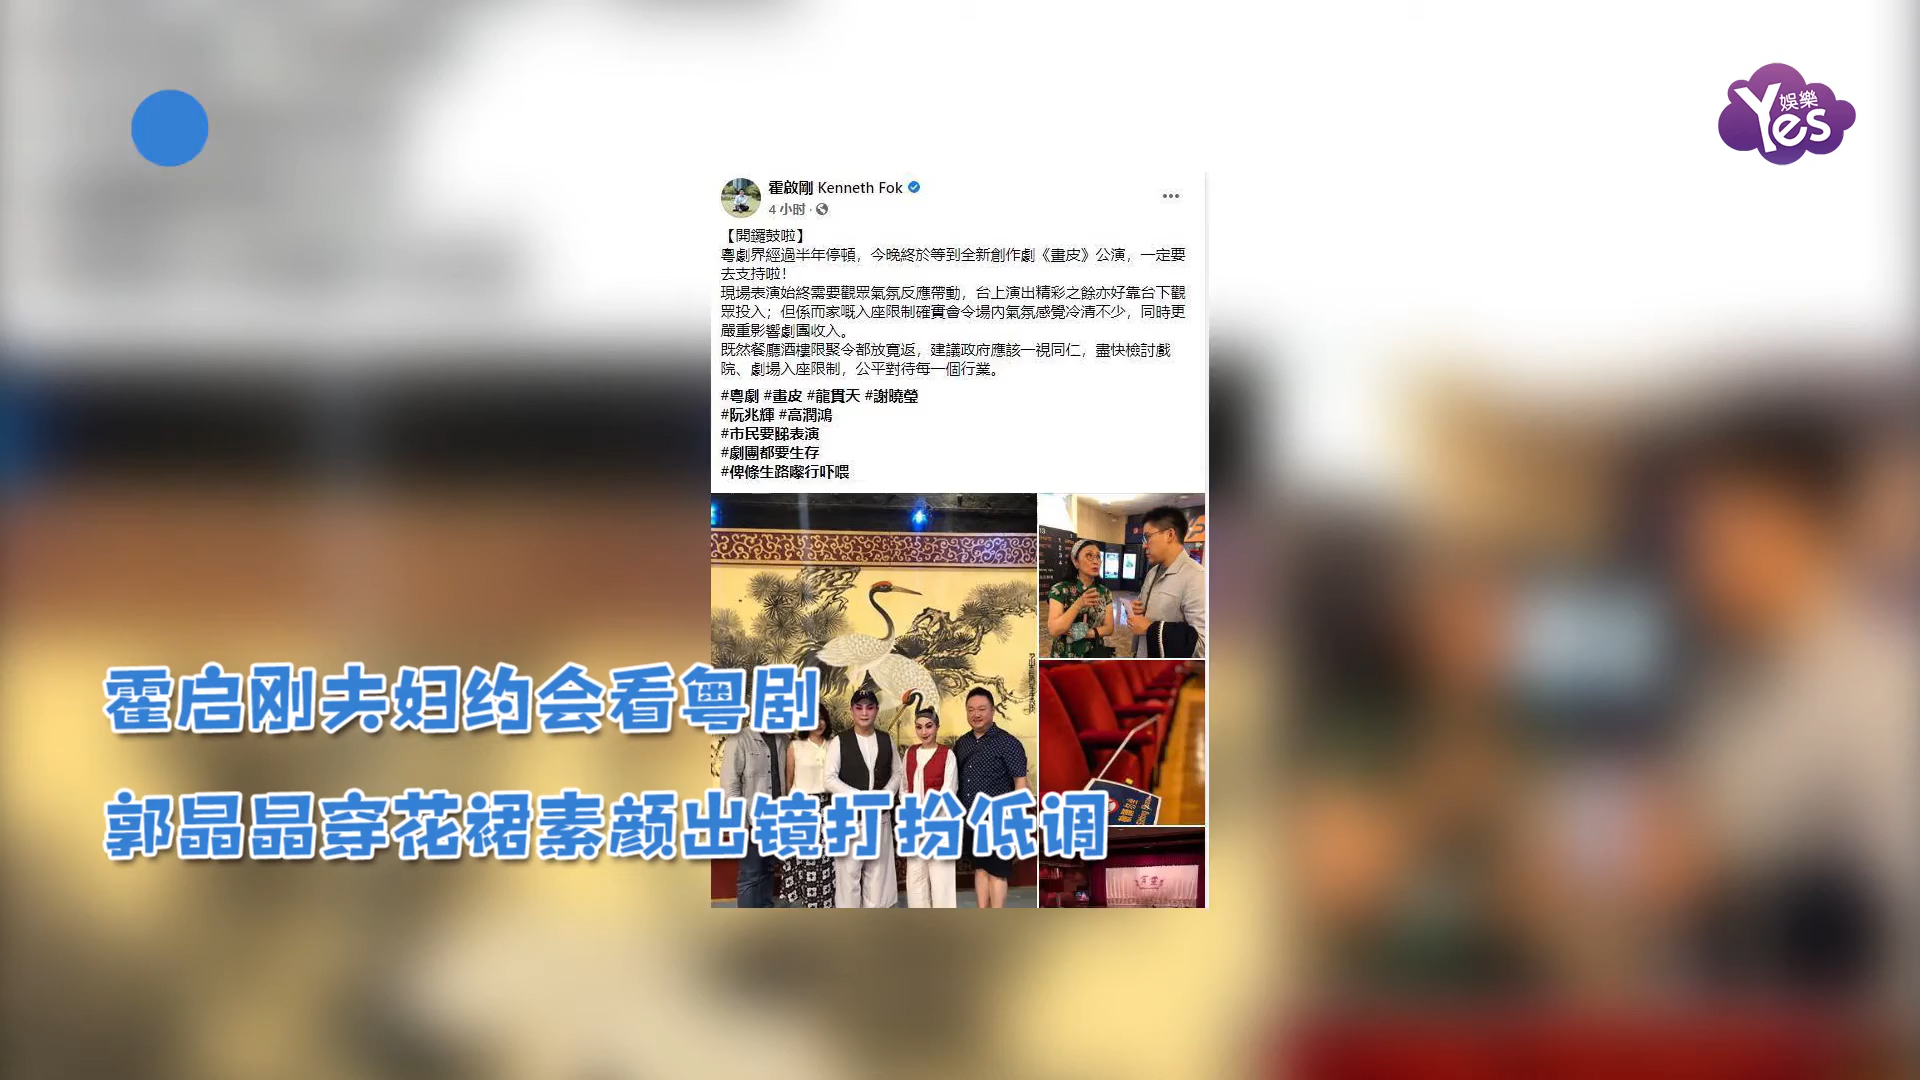 娛樂
Yes
霍啟剛 Kenneth Fok
4 小时
【開鑼鼓啦】
粵劇界經過半年停頓，今晚終於等到全新創作劇《畫皮》公演，一定要
去支持啦！
現場表演始終需要觀眾氣氛反應帶動，台上演出精彩之餘亦好靠台下觀
眾投入；但係而家嘅入座限制確實會令場內氣氛感覺冷清不少，同時更
嚴重影響劇團收入。
既然餐廳酒樓限聚令都放寬返，建議政府應該一視同仁，盡快檢討戲
院、劇場入座限制，公平對待每一個行業。
#粵劇 #畫皮 #龍貫天 #謝曉瑩
#阮兆輝 #高潤鴻
#市民要睇表演
#劇團都要生存
#俾條生路嚟行吓喂
霍启刚夫妇约会看粤剧
郭晶晶穿花裙素颜出镜打扮低调